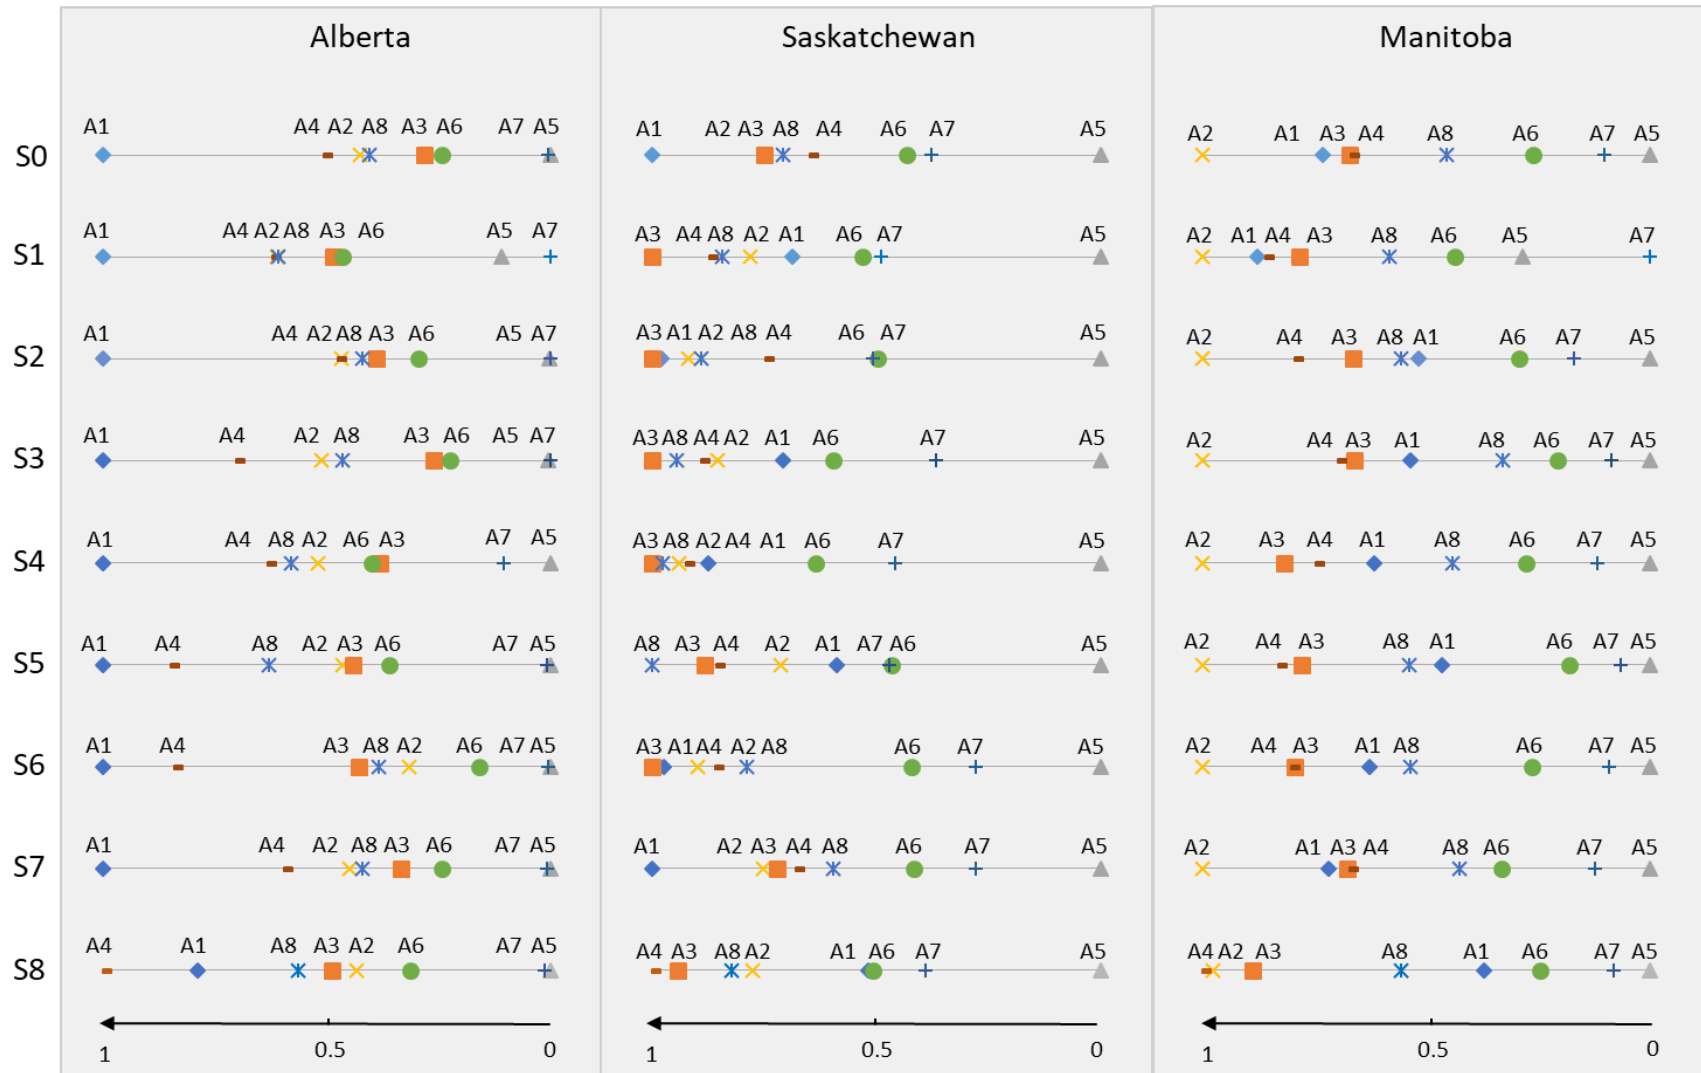 Alberta Saskatchewan Manitoba
A1 A4 A2 A8 A3 A6 A7 A5 A1 A2 A3 A8 A4 A6 A7 A5 A2 A1 A3 A4 A8 A6 A7 A5
S0
A1 A4 A2 A8 A3 A6 A5 A7 A3 A4 A8 A2 A1 A6 A7 A5 A2 A1 A4 A3 A8 A6 A5 A7
S1
A1 A4 A2 A8 A3 A6 A5 A7 A3 A1 A2 A8 A4 A6 A7 A5 A2 A4 A3 A8 A1 A6 A7 A5
S2
A1 A4 A2 A8 A3 A6 A5 A7 A3 A8 A4 A2 A1 A6 A7 A5 A2 A4 A3 A1 A8 A6 A7 A5
S3
A1 A4 A8 A2 A6 A3 A7 A5 A3 A8 A2 A4 A1 A6 A7 A5 A2 A3 A4 A1 A8 A6 A7 A5
S4
A1 A4 A8 A2 A3 A6 A7 A5 A8 A3 A4 A2 A1 A7 A6 A5 A2 A4 A3 A8 A1 A6 A7 A5
S5
A1 A4 A3 A8 A2 A6 A7 A5 A3 A1 A4 A2 A8 A6 A7 A5 A2 A4 A3 A1 A8 A6 A7 A5
S6
A1 A4 A2 A8 A3 A6 A7 A5 A1 A2 A3 A4 A8 A6 A7 A5 A2 A1 A3 A4 A8 A6 A7 A5
S7
A4 A1 A8 A3 A2 A6 A7 A5 A4 A3 A8 A2 A1 A6 A7 A5 A4 A2 A3 A8 A1 A6 A7 A5
S8
1 0.5 0 1 0.5 0 1 0.5 0